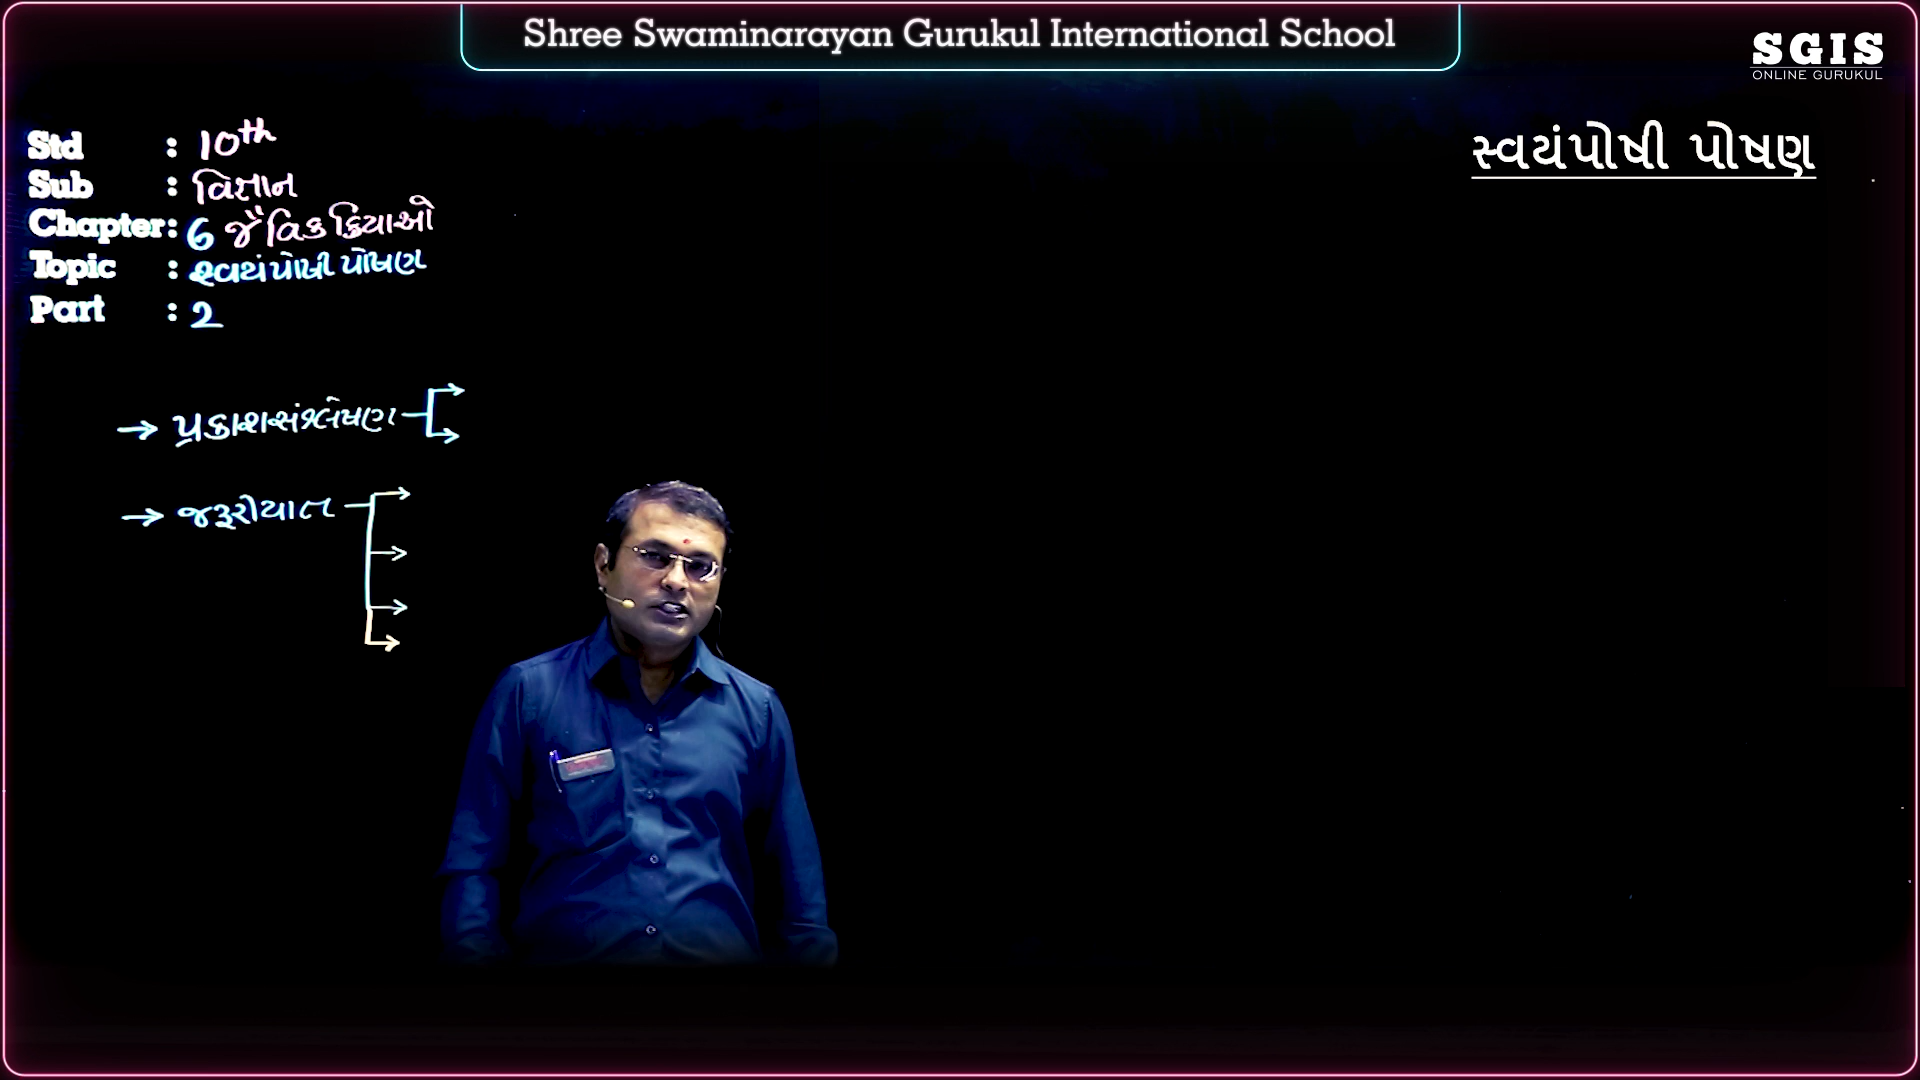 Shree Swaminarayan Gurukul International School
SGIS
ONLINE GURUKUL
સ્વયંપોષી પોષણ
Std : 10th
Sub : વિજ્ઞાન
Chapter : 6 જૈવિક ક્રિયાઓ
Topic : સ્વયંપોષી પોષણ
Part : 2
→ પ્રકાશસંશ્લેષણ
→ જરૂરીયાત